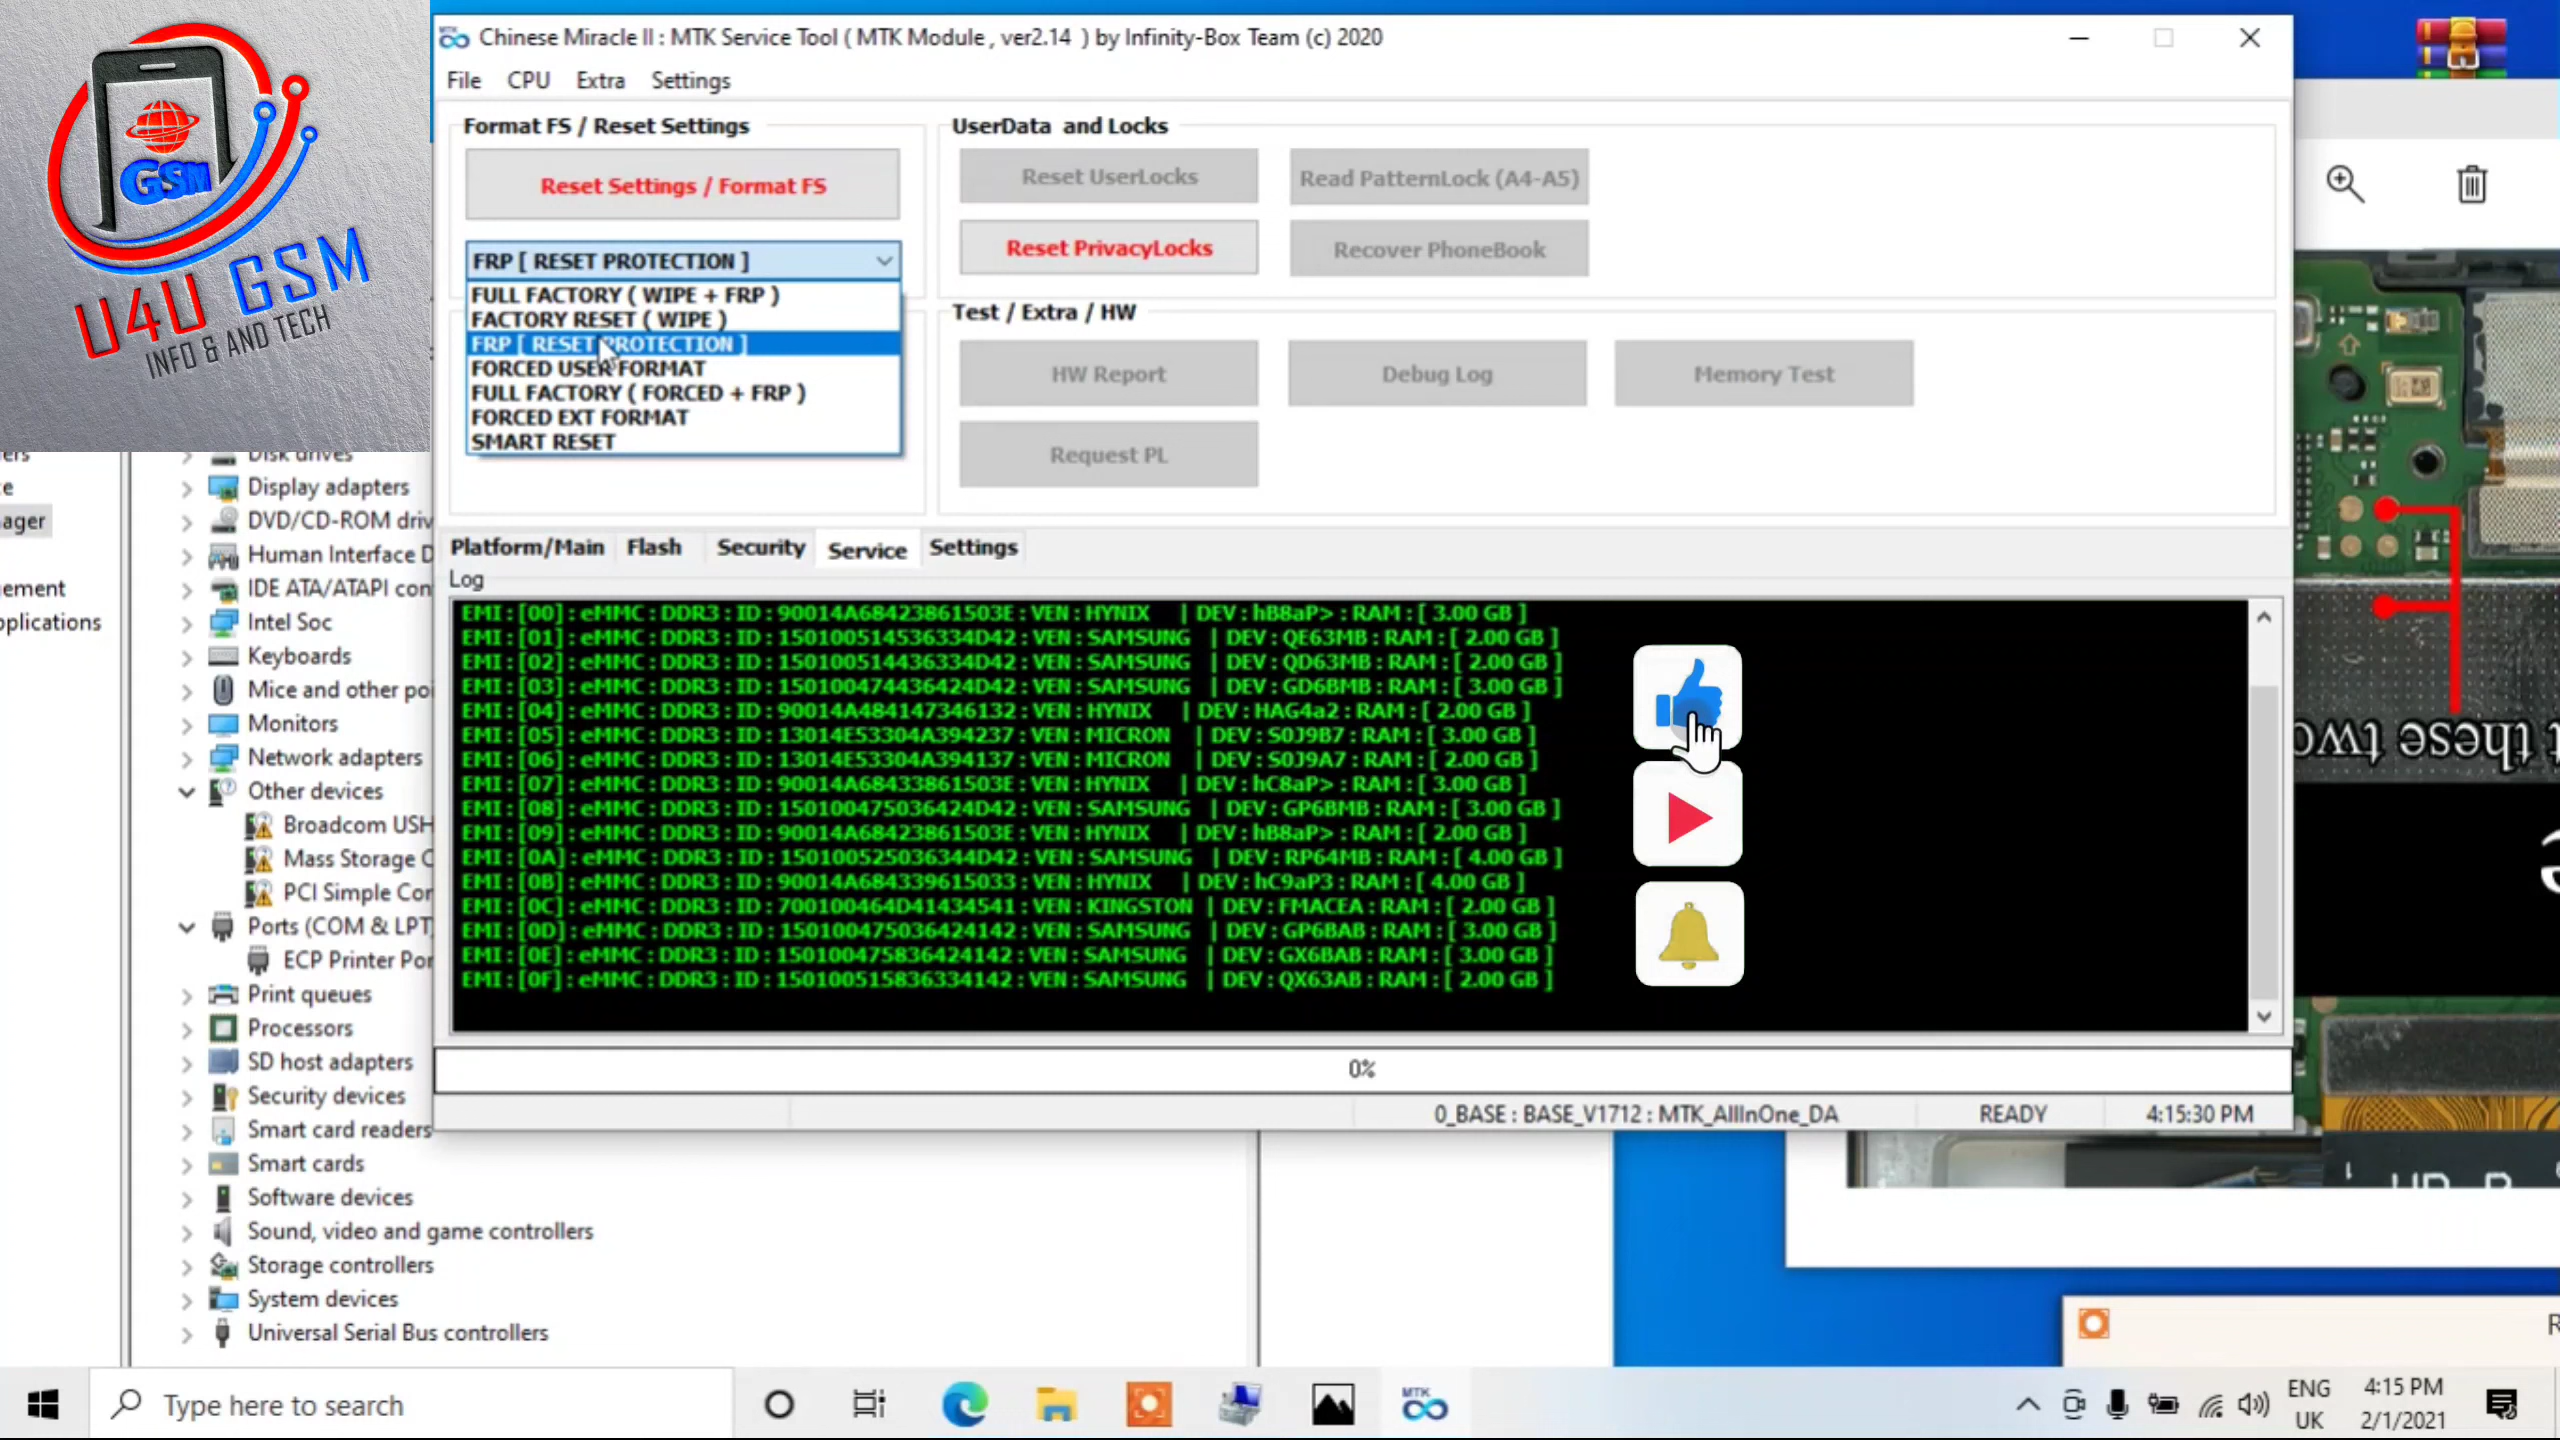 GSM
U4U GSM
INFO & AND TECH
Chinese Miracle II : MTK Service Tool ( MTK Module , ver2.14 ) by Infinity-Box Team (c) 2020
File CPU Extra Settings
Format FS / Reset Settings
Reset Settings / Format FS
FRP [ RESET PROTECTION ]
FULL FACTORY ( WIPE + FRP )
FACTORY RESET ( WIPE )
FRP [ RESET PROTECTION ]
FORCED USER FORMAT
FULL FACTORY ( FORCED + FRP )
FORCED EXT FORMAT
SMART RESET
UserData and Locks
Reset UserLocks
Read PatternLock (A4-A5)
Reset PrivacyLocks
Recover PhoneBook
Test / Extra / HW
HW Report
Debug Log
Memory Test
Request PL
Platform/Main Flash Security Service Settings
Log
EMI : [00] : eMMC : DDR3 : ID : 90014A68423861503E : VEN : HYNIX | DEV : hB8aP> : RAM : [ 3.00 GB ]
EMI : [01] : eMMC : DDR3 : ID : 150100514536334D42 : VEN : SAMSUNG | DEV : QE63MB : RAM : [ 2.00 GB ]
EMI : [02] : eMMC : DDR3 : ID : 150100514436334D42 : VEN : SAMSUNG | DEV : QD63MB : RAM : [ 2.00 GB ]
EMI : [03] : eMMC : DDR3 : ID : 150100474436424D42 : VEN : SAMSUNG | DEV : GD6BMB : RAM : [ 3.00 GB ]
EMI : [04] : eMMC : DDR3 : ID : 90014A484147346132 : VEN : HYNIX | DEV : HAG4a2 : RAM : [ 2.00 GB ]
EMI : [05] : eMMC : DDR3 : ID : 13014E53304A394237 : VEN : MICRON | DEV : S0J9B7 : RAM : [ 3.00 GB ]
EMI : [06] : eMMC : DDR3 : ID : 13014E53304A394137 : VEN : MICRON | DEV : S0J9A7 : RAM : [ 2.00 GB ]
EMI : [07] : eMMC : DDR3 : ID : 90014A68433861503E : VEN : HYNIX | DEV : hC8aP> : RAM : [ 3.00 GB ]
EMI : [08] : eMMC : DDR3 : ID : 150100475036424D42 : VEN : SAMSUNG | DEV : GP6BMB : RAM : [ 3.00 GB ]
EMI : [09] : eMMC : DDR3 : ID : 90014A68423861503E : VEN : HYNIX | DEV : hB8aP> : RAM : [ 2.00 GB ]
EMI : [0A] : eMMC : DDR3 : ID : 150100525036344D42 : VEN : SAMSUNG | DEV : RP64MB : RAM : [ 4.00 GB ]
EMI : [0B] : eMMC : DDR3 : ID : 90014A684339615033 : VEN : HYNIX | DEV : hC9aP3 : RAM : [ 4.00 GB ]
EMI : [0C] : eMMC : DDR3 : ID : 700100464D41434541 : VEN : KINGSTON | DEV : FMACEA : RAM : [ 2.00 GB ]
EMI : [0D] : eMMC : DDR3 : ID : 150100475036424142 : VEN : SAMSUNG | DEV : GP6BAB : RAM : [ 3.00 GB ]
EMI : [0E] : eMMC : DDR3 : ID : 150100475836424142 : VEN : SAMSUNG | DEV : GX6BAB : RAM : [ 3.00 GB ]
EMI : [0F] : eMMC : DDR3 : ID : 150100515836334142 : VEN : SAMSUNG | DEV : QX63AB : RAM : [ 2.00 GB ]
0%
0_BASE : BASE_V1712 : MTK_AllInOne_DA READY 4:15:30 PM
Disk drives
Display adapters
DVD/CD-ROM driv
Human Interface D
IDE ATA/ATAPI con
Intel Soc
Keyboards
Mice and other poi
Monitors
Network adapters
Other devices
Broadcom USH
Mass Storage C
PCI Simple Cor
Ports (COM & LPT)
ECP Printer Por
Print queues
Processors
SD host adapters
Security devices
Smart card readers
Smart cards
Software devices
Sound, video and game controllers
Storage controllers
System devices
Universal Serial Bus controllers
ager
ement
plications
these two
Type here to search
MTK
ENG
UK
4:15 PM
2/1/2021